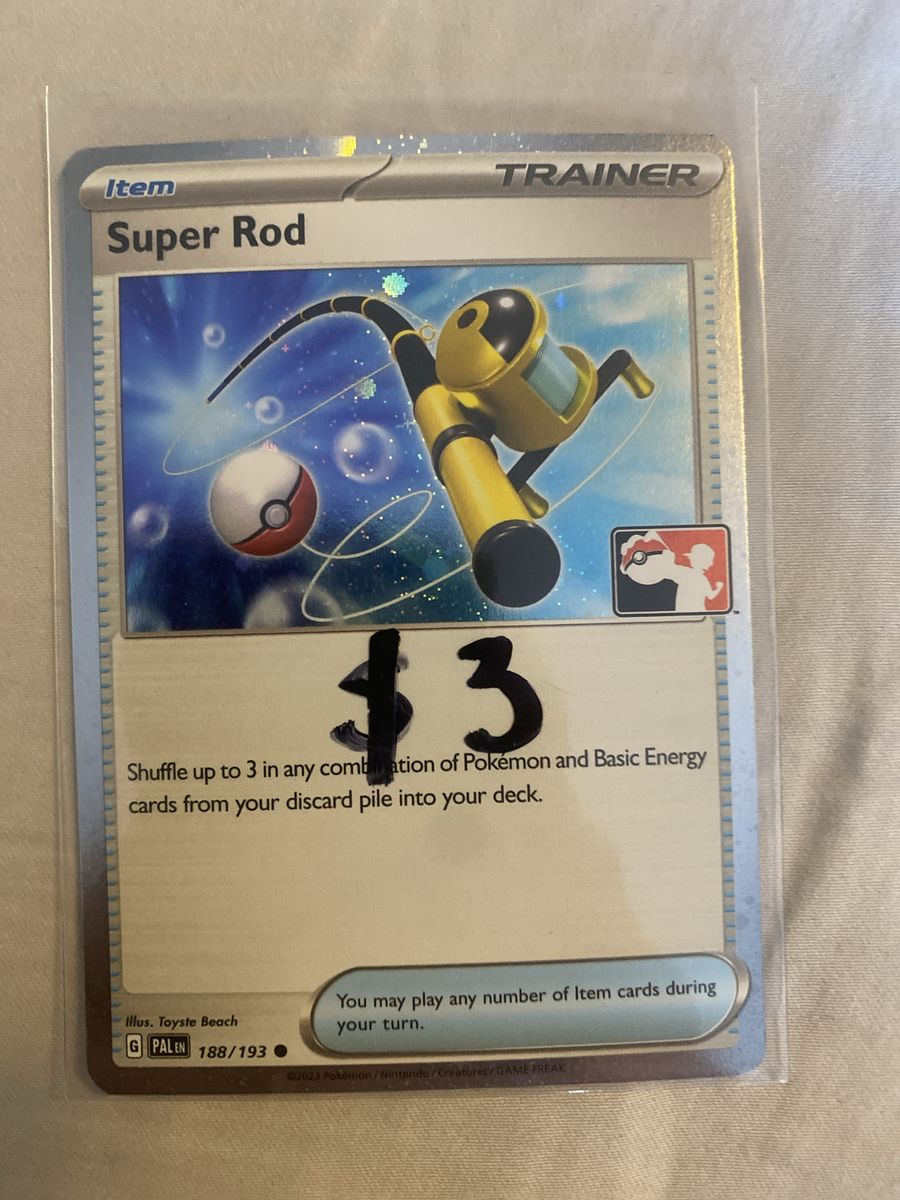 Item TRAINER
Super Rod
$ 3
Shuffle up to 3 in any combination of Pokémon and Basic Energy
cards from your discard pile into your deck.
You may play any number of Item cards during
your turn.
Illus. Toyste Beach
G PAL EN 188/193
©2023 Pokémon / Nintendo / Creatures / GAME FREAK